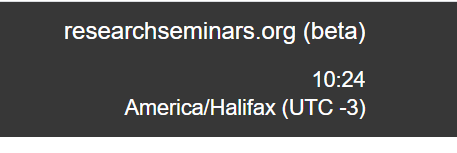 researchseminars.org (beta)
10:24
America/Halifax (UTC -3)